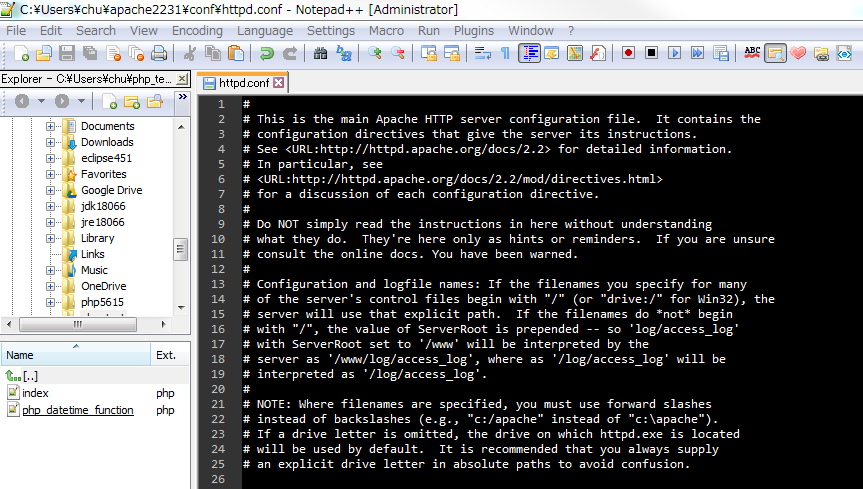 C:¥Users¥chu¥apache2231¥conf¥httpd.conf - Notepad++ [Administrator]
File Edit Search View Encoding Language Settings Macro Run Plugins Window ?
ABC
Explorer - C:¥Users¥chu¥php_te...
httpd.conf
Documents
Downloads
eclipse451
Favorites
Google Drive
jdk18066
jre18066
Library
Links
Music
OneDrive
php5615
Name Ext.
[..]
index php
php_datetime_function php
1 #
2 # This is the main Apache HTTP server configuration file.  It contains the
3 # configuration directives that give the server its instructions.
4 # See <URL:http://httpd.apache.org/docs/2.2> for detailed information.
5 # In particular, see
6 # <URL:http://httpd.apache.org/docs/2.2/mod/directives.html>
7 # for a discussion of each configuration directive.
8 #
9 # Do NOT simply read the instructions in here without understanding
10 # what they do.  They're here only as hints or reminders.  If you are unsure
11 # consult the online docs. You have been warned.
12 #
13 # Configuration and logfile names: If the filenames you specify for many
14 # of the server's control files begin with "/" (or "drive:/" for Win32), the
15 # server will use that explicit path.  If the filenames do *not* begin
16 # with "/", the value of ServerRoot is prepended -- so 'log/access_log'
17 # with ServerRoot set to '/www' will be interpreted by the
18 # server as '/www/log/access_log', where as '/log/access_log' will be
19 # interpreted as '/log/access_log'.
20 #
21 # NOTE: Where filenames are specified, you must use forward slashes
22 # instead of backslashes (e.g., "c:/apache" instead of "c:\apache").
23 # If a drive letter is omitted, the drive on which httpd.exe is located
24 # will be used by default.  It is recommended that you always supply
25 # an explicit drive letter in absolute paths to avoid confusion.
26